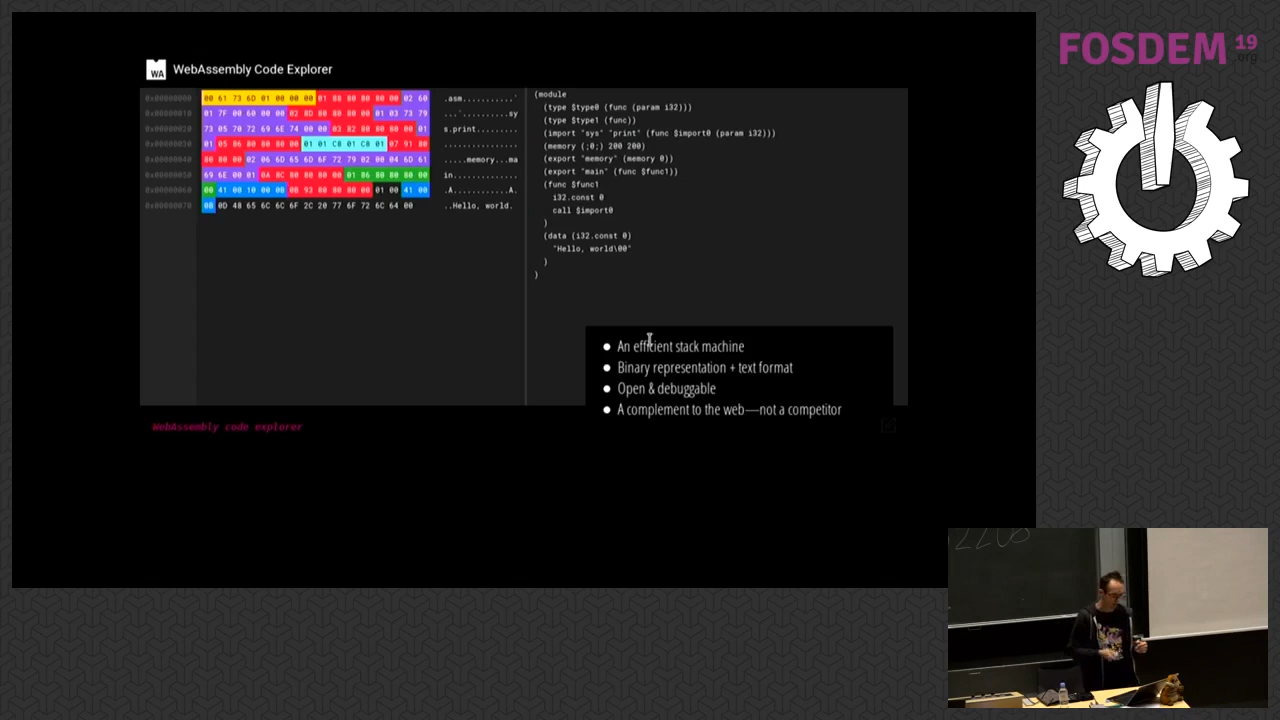 FOSDEM 19
.org
WA WebAssembly Code Explorer
0x00000000 00 61 73 6D 01 00 00 00 01 88 80 80 80 00 02 60 .asm...........`
0x00000010 01 7F 00 60 00 00 02 8D 80 80 80 00 01 03 73 79 ...`..........sy
0x00000020 73 05 70 72 69 6E 74 00 00 03 82 80 80 80 00 01 s.print.........
0x00000030 01 05 86 80 80 80 00 01 01 C8 01 C8 01 07 91 80 ................
0x00000040 80 80 00 02 06 6D 65 6D 6F 72 79 02 00 04 6D 61 .....memory...ma
0x00000050 69 6E 00 01 0A 8C 80 80 80 00 01 86 80 80 80 00 in..............
0x00000060 00 41 00 10 00 0B 0B 93 80 80 80 00 01 00 41 00 .A............A.
0x00000070 0B 0D 48 65 6C 6C 6F 2C 20 77 6F 72 6C 64 00 ..Hello, world.
(module
(type $type0 (func (param i32)))
(type $type1 (func))
(import "sys" "print" (func $import0 (param i32)))
(memory (;0;) 200 200)
(export "memory" (memory 0))
(export "main" (func $func1))
(func $func1
i32.const 0
call $import0
)
(data (i32.const 0)
"Hello, world\00"
)
)
An efficient stack machine
Binary representation + text format
Open & debuggable
A complement to the web—not a competitor
WebAssembly code explorer